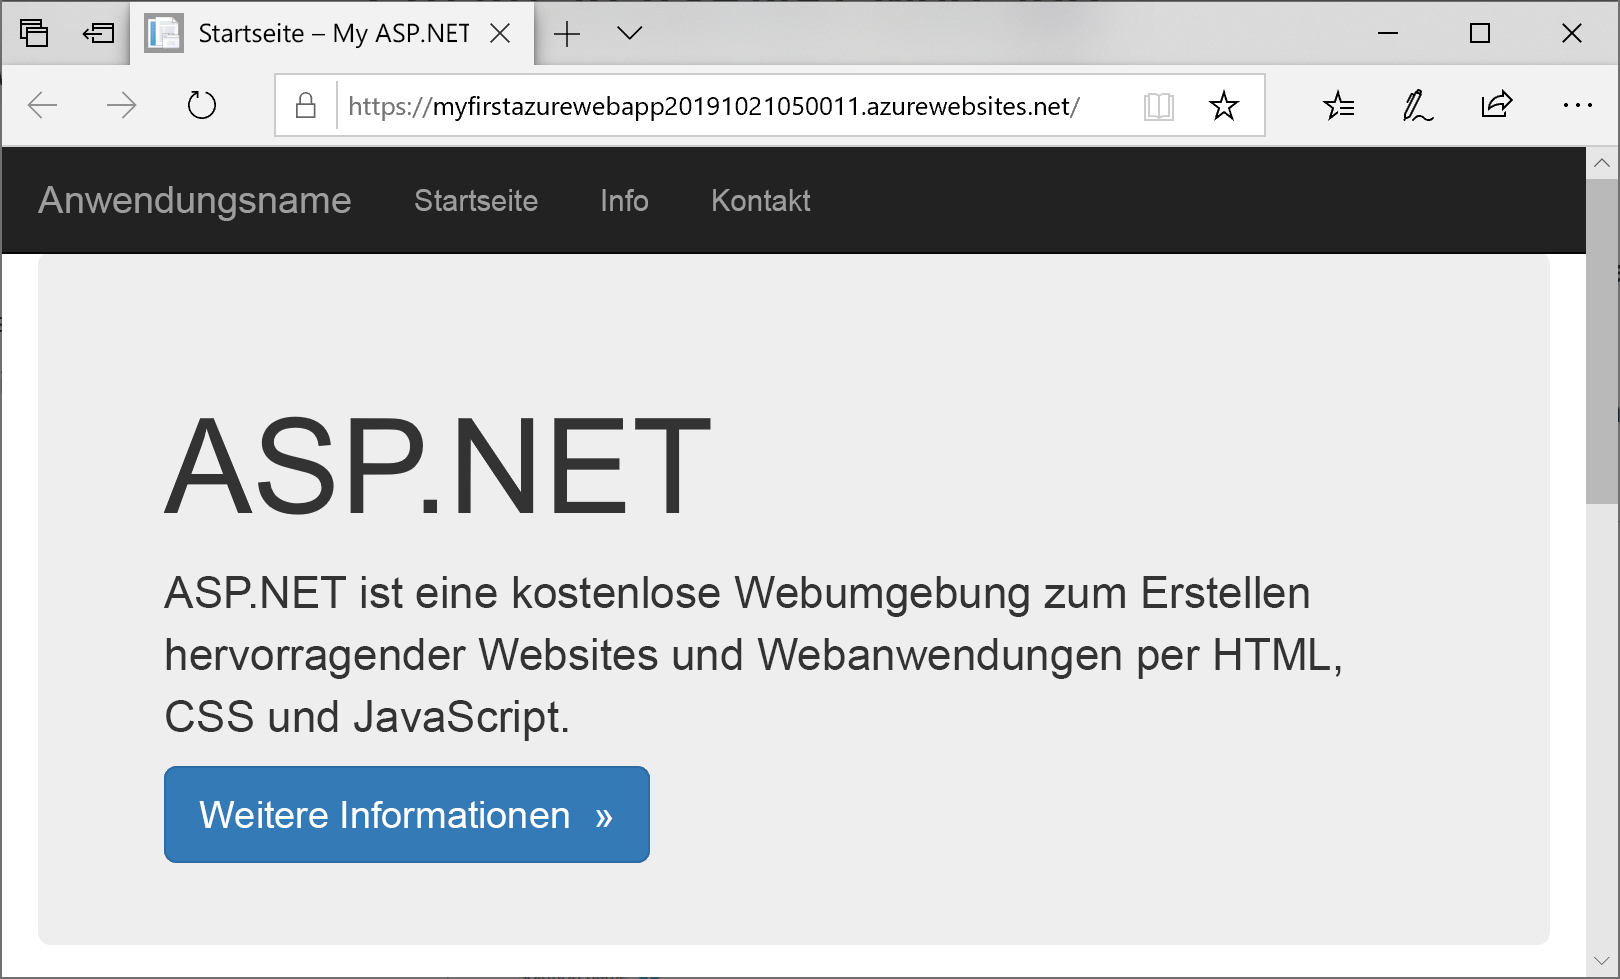 Startseite – My ASP.NET
https://myfirstazurewebapp20191021050011.azurewebsites.net/
Anwendungsname Startseite Info Kontakt
ASP.NET
ASP.NET ist eine kostenlose Webumgebung zum Erstellen
hervorragender Websites und Webanwendungen per HTML,
CSS und JavaScript.
Weitere Informationen »